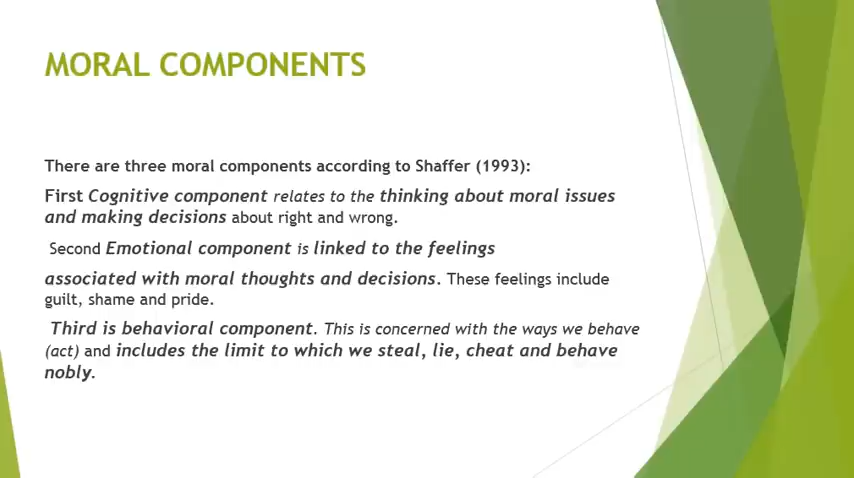 MORAL COMPONENTS
There are three moral components according to Shaffer (1993):
First Cognitive component relates to the thinking about moral issues
and making decisions about right and wrong.
Second Emotional component is linked to the feelings
associated with moral thoughts and decisions. These feelings include
guilt, shame and pride.
Third is behavioral component. This is concerned with the ways we behave
(act) and includes the limit to which we steal, lie, cheat and behave
nobly.